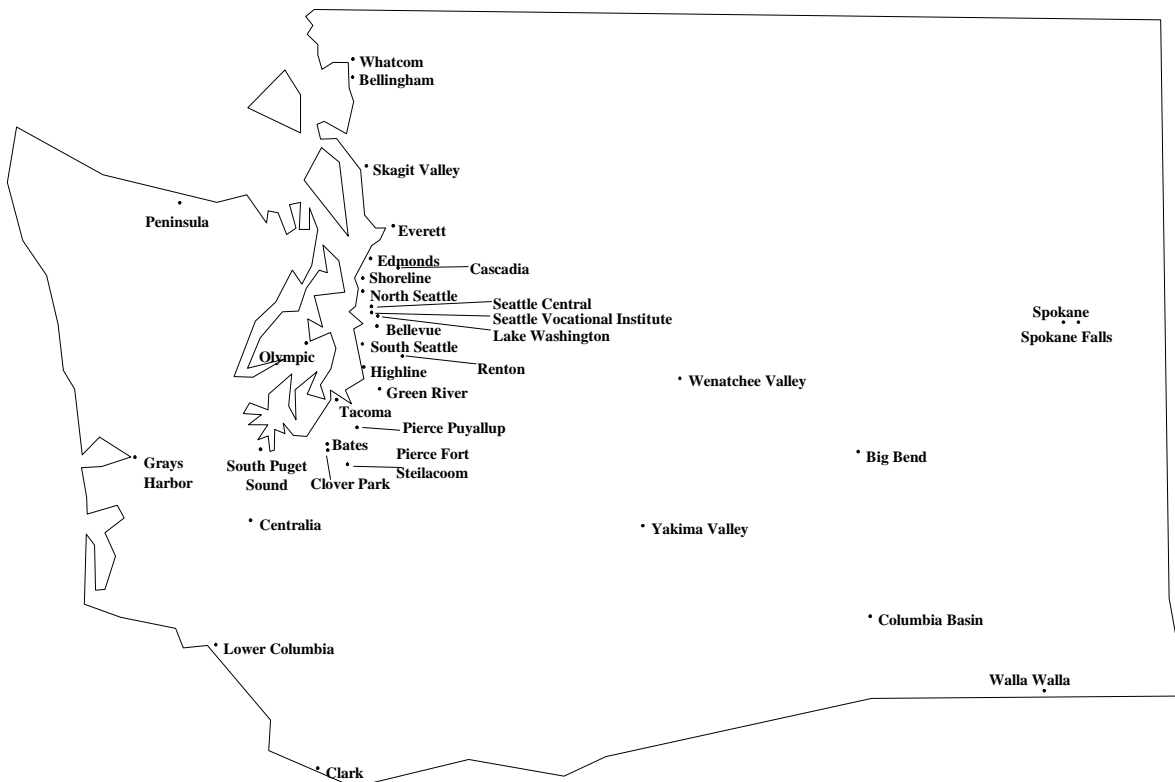 Whatcom
Bellingham
Skagit Valley
Peninsula
Everett
Edmonds
Cascadia
Shoreline
North Seattle
Seattle Central
Seattle Vocational Institute
Lake Washington
Bellevue
South Seattle
Olympic
Renton
Highline
Green River
Tacoma
Pierce Puyallup
Bates
Pierce Fort
Steilacoom
Clover Park
South Puget
Sound
Grays
Harbor
Centralia
Lower Columbia
Clark
Spokane
Spokane Falls
Wenatchee Valley
Big Bend
Yakima Valley
Columbia Basin
Walla Walla